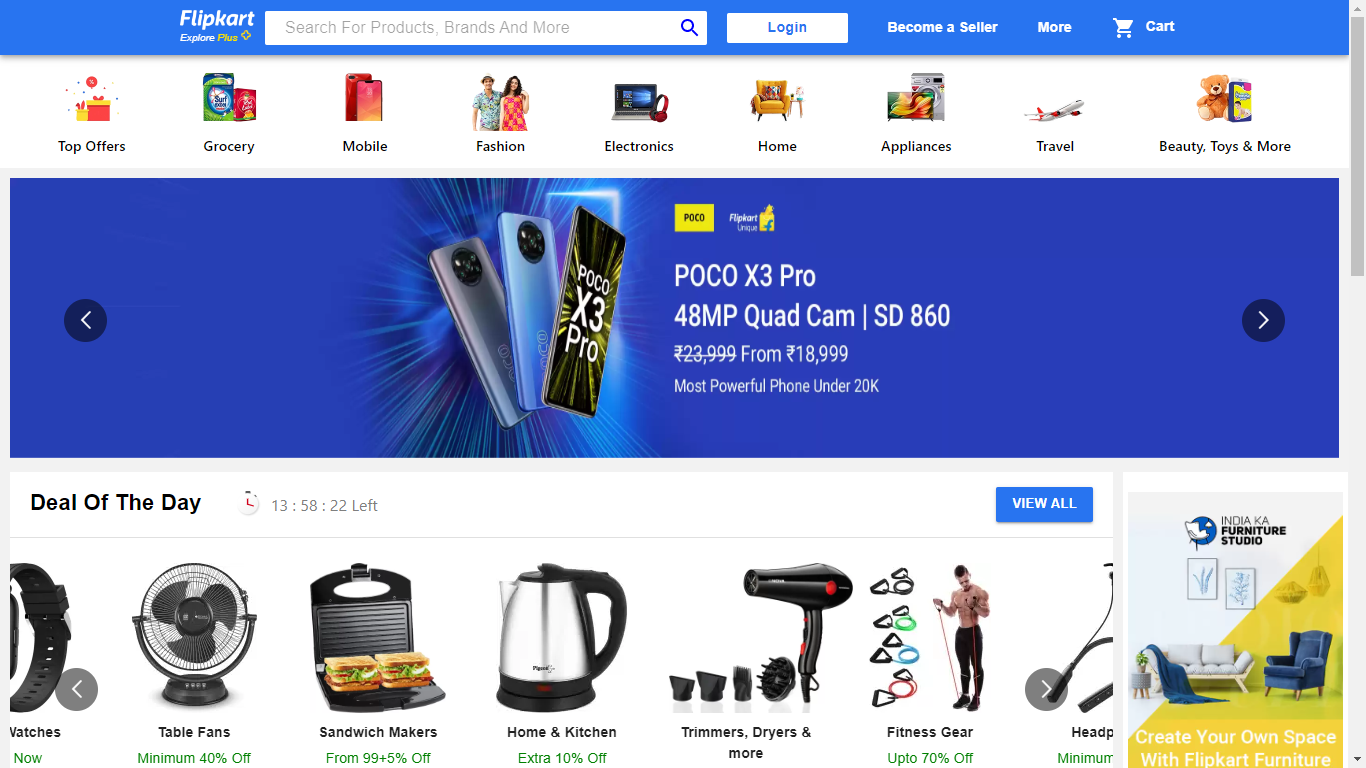 Flipkart
Explore Plus
Search For Products, Brands And More
Login
Become a Seller
More
Cart
Top Offers
Grocery
Mobile
Fashion
Electronics
Home
Appliances
Travel
Beauty, Toys & More
POCO
Flipkart
Unique
POCO X3 Pro
48MP Quad Cam | SD 860
₹23,999 From ₹18,999
Most Powerful Phone Under 20K
POCO
X3
Pro
POCO
Deal Of The Day
13 : 58 : 22 Left
VIEW ALL
INDIA KA
FURNITURE
STUDIO
Pigeon
Watches
Table Fans
Sandwich Makers
Home & Kitchen
Trimmers, Dryers &
more
Fitness Gear
Headp
Now
Minimum 40% Off
From 99+5% Off
Extra 10% Off
Upto 70% Off
Minimum
Create Your Own Space
With Flipkart Furniture